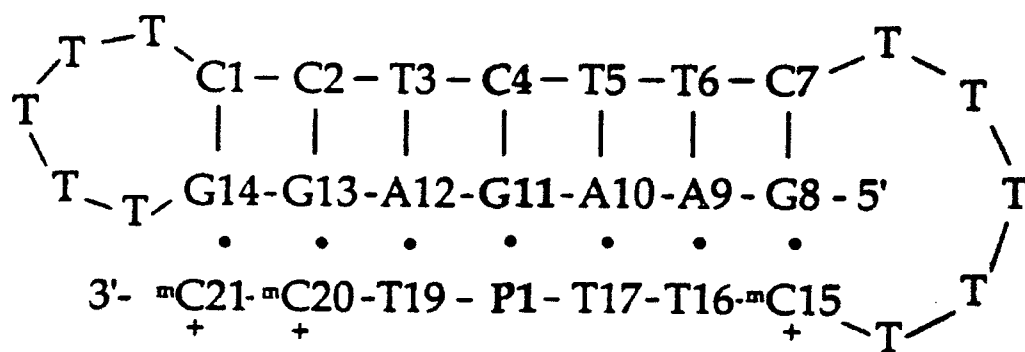 T T
T C1 – C2 – T3 – C4 – T5 – T6 – C7 T
T T
T T G14-G13-A12-G11-A10-A9-G8 - 5' T
• • • • • • •
3'- ᵐC21-ᵐC20-T19 - P1 - T17-T16-ᵐC15 T
+ + + T